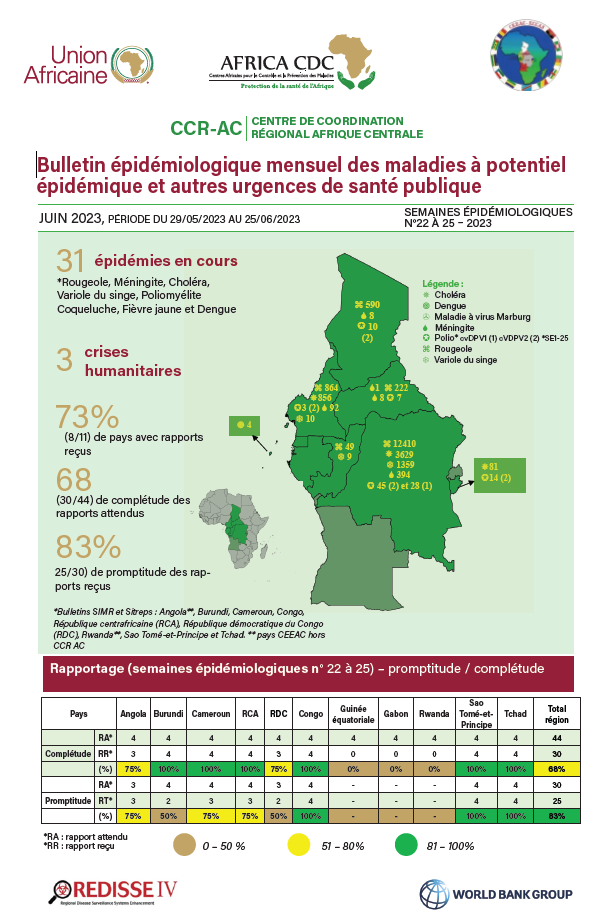 Union
Africaine
AFRICA CDC
Centres Africains pour le Contrôle et la Prévention des Maladies
Protection de la santé de l'Afrique
CEEAC-ECCAS
CCR-AC
CENTRE DE COORDINATION
RÉGIONAL AFRIQUE CENTRALE
Bulletin épidémiologique mensuel des maladies à potentiel
épidémique et autres urgences de santé publique
JUIN 2023, PÉRIODE DU 29/05/2023 AU 25/06/2023
SEMAINES ÉPIDÉMIOLOGIQUES
N°22 À 25 – 2023
31 épidémies en cours
*Rougeole, Méningite, Choléra,
Variole du singe, Poliomyélite
Coqueluche, Fièvre jaune et Dengue
3 crises
humanitaires
73%
(8/11) de pays avec rapports
reçus
68
(30/44) de complétude des
rapports attendus
83%
25/30) de promptitude des rap-
ports reçus
Légende :
Choléra
Dengue
Maladie à virus Marburg
Méningite
Polio* cvDPV1 (1) cVDPV2 (2) *SE1-25
Rougeole
Variole du singe
590
8
10
(2)
864
856
3 (2) 92
10
1 222
8 7
4
49
9
12410
3629
1359
394
45 (2) et 28 (1)
81
14 (2)
*Bulletins SIMR et Sitreps : Angola**, Burundi, Cameroun, Congo,
République centrafricaine (RCA), République démocratique du Congo
(RDC), Rwanda**, Sao Tomé-et-Principe et Tchad. ** pays CEEAC hors
CCR AC
Rapportage (semaines épidémiologiques n° 22 à 25) – promptitude / complétude
Pays Angola Burundi Cameroun RCA RDC Congo Guinée équatoriale Gabon Rwanda Sao Tomé-et-Principe Tchad Total région
RA* 4 4 4 4 4 4 4 4 4 4 4 44
Complétude RR* 3 4 4 4 3 4 0 0 0 4 4 30
(%) 75% 100% 100% 100% 75% 100% 0% 0% 0% 100% 100% 68%
RA* 3 4 4 4 4 4 - - - 4 4 30
Promptitude RT* 3 2 3 3 2 4 - - - 4 4 25
(%) 75% 50% 75% 75% 50% 100% - - - 100% 100% 83%
*RA : rapport attendu
*RR : rapport reçu
0 – 50 %
51 – 80%
81 – 100%
REDISSE IV
Regional Disease Surveillance Systems Enhancement
WORLD BANK GROUP